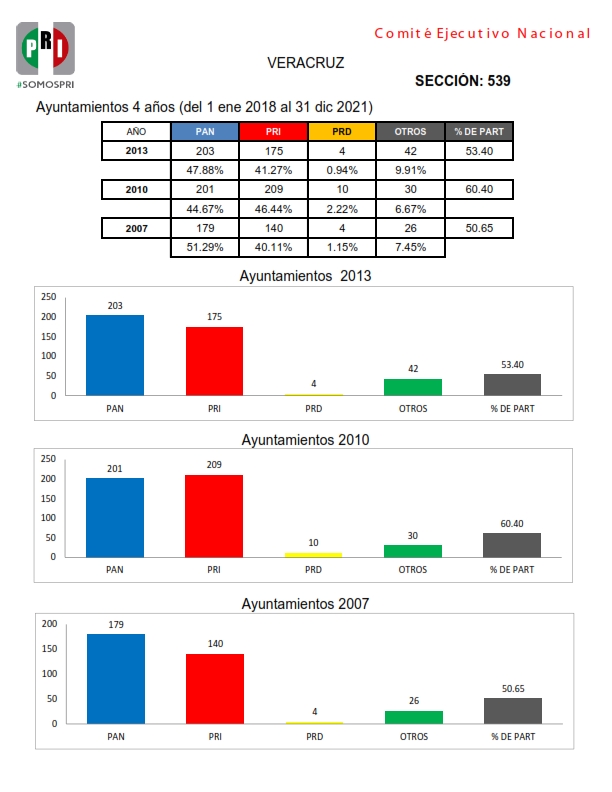 Comité Ejecutivo Nacional
PRI
#SOMOSPRI
VERACRUZ
SECCIÓN: 539
Ayuntamientos 4 años (del 1 ene 2018 al 31 dic 2021)
AÑO PAN PRI PRD OTROS % DE PART
2013 203 175 4 42 53.40
47.88% 41.27% 0.94% 9.91%
2010 201 209 10 30 60.40
44.67% 46.44% 2.22% 6.67%
2007 179 140 4 26 50.65
51.29% 40.11% 1.15% 7.45%
Ayuntamientos 2013
250
200
150
100
50
0
203 175 4 42 53.40
PAN PRI PRD OTROS % DE PART
Ayuntamientos 2010
250
200
150
100
50
0
201 209 10 30 60.40
PAN PRI PRD OTROS % DE PART
Ayuntamientos 2007
200
150
100
50
0
179 140 4 26 50.65
PAN PRI PRD OTROS % DE PART